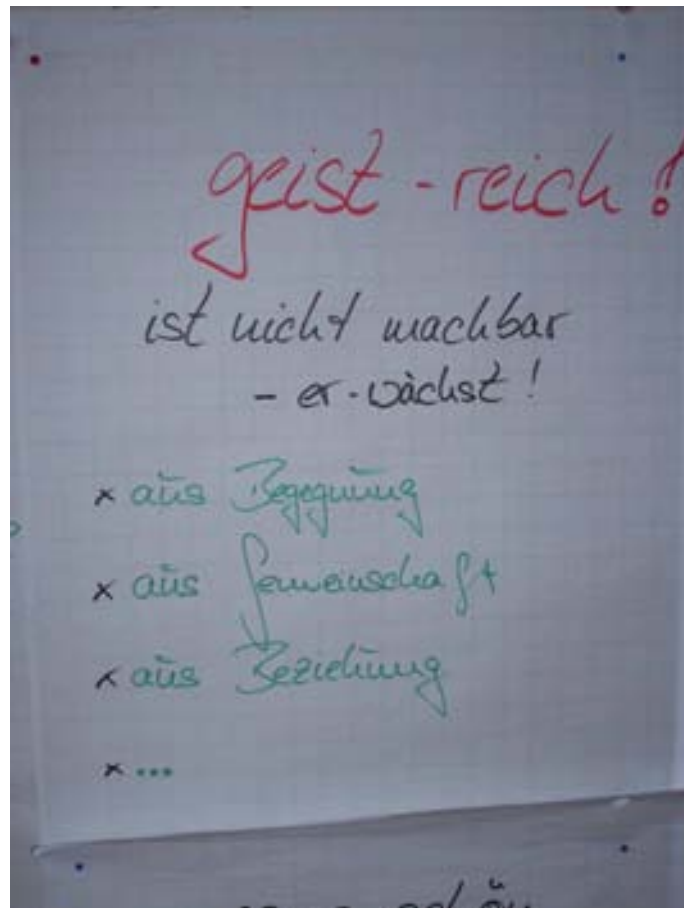 geist-reich!
ist nicht machbar
- er-wächst!
x aus Begegnung
x aus Gemeinschaft
x aus Beziehung
x ...